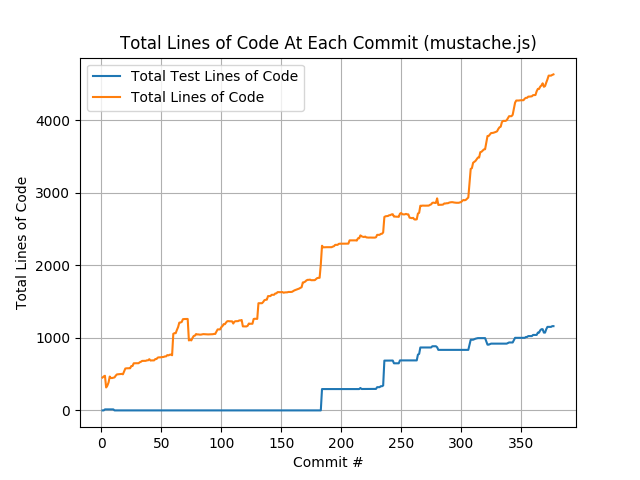 Total Lines of Code At Each Commit (mustache.js)
Total Test Lines of Code
Total Lines of Code
4000
3000
2000
1000
0
Total Lines of Code
0 50 100 150 200 250 300 350
Commit #